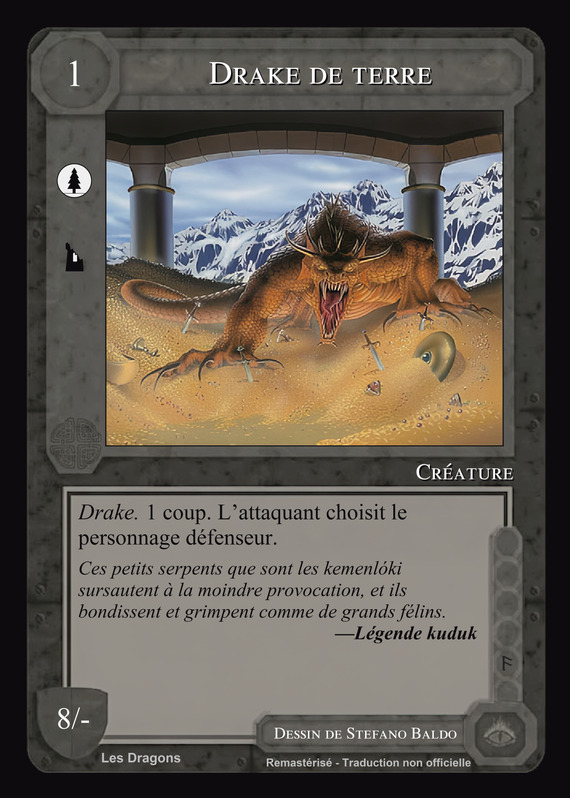 1
DRAKE DE TERRE
CRÉATURE
Drake. 1 coup. L'attaquant choisit le
personnage défenseur.
Ces petits serpents que sont les kemenlóki
sursautent à la moindre provocation, et ils
bondissent et grimpent comme de grands félins.
—Légende kuduk
8/-
DESSIN DE STEFANO BALDO
Les Dragons
Remastérisé - Traduction non officielle